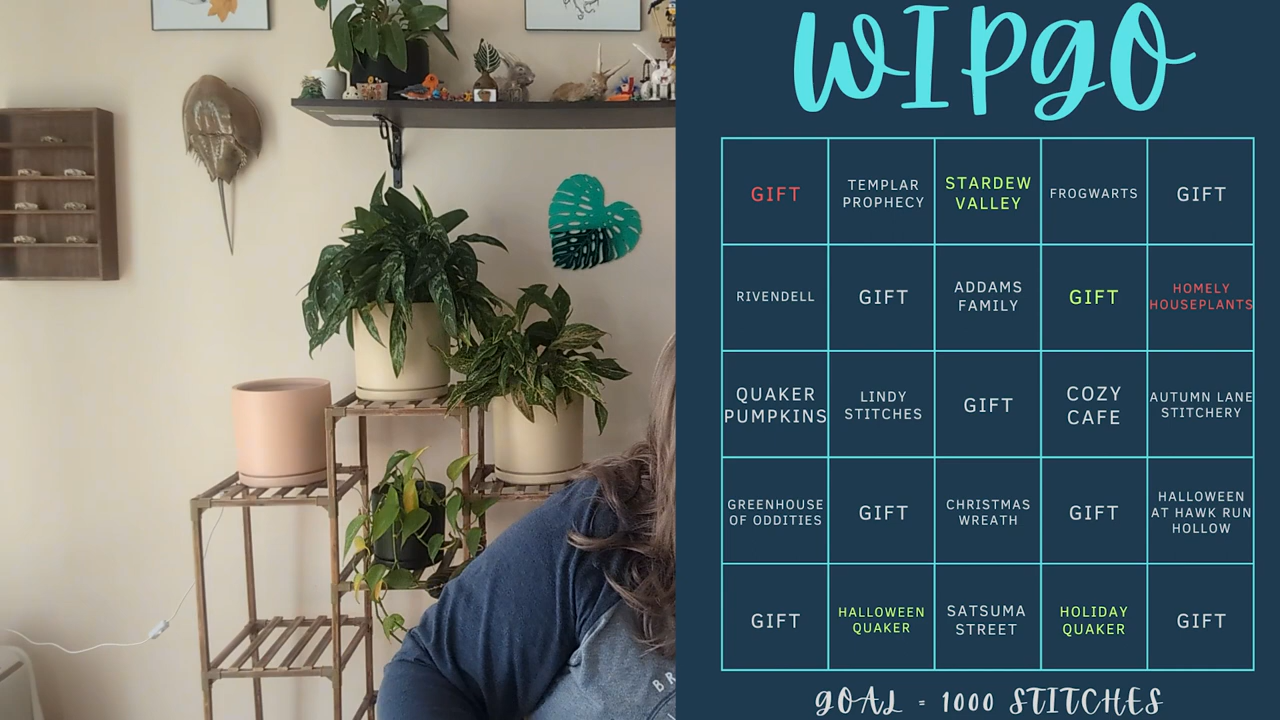 WIPGO
GIFT
TEMPLAR
PROPHECY
STARDEW
VALLEY
FROGWARTS
GIFT
RIVENDELL
GIFT
ADDAMS
FAMILY
GIFT
HOMELY
HOUSEPLANTS
QUAKER
PUMPKINS
LINDY
STITCHES
GIFT
COZY
CAFE
AUTUMN LANE
STITCHERY
GREENHOUSE
OF ODDITIES
GIFT
CHRISTMAS
WREATH
GIFT
HALLOWEEN
AT HAWK RUN
HOLLOW
GIFT
HALLOWEEN
QUAKER
SATSUMA
STREET
HOLIDAY
QUAKER
GIFT
GOAL = 1000 STITCHES
BR